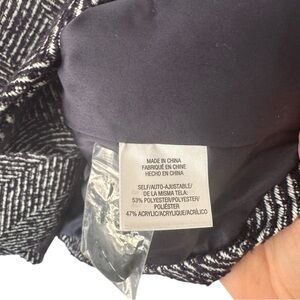 MADE IN CHINA
FABRIQUÉ EN CHINE
HECHO EN CHINA
SELF/AUTO-AJUSTABLE/
DE LA MISMA TELA:
53% POLYESTER/POLYESTER/
POLIÉSTER
47% ACRYLIC/ACRYLIQUE/ACRÍLICO